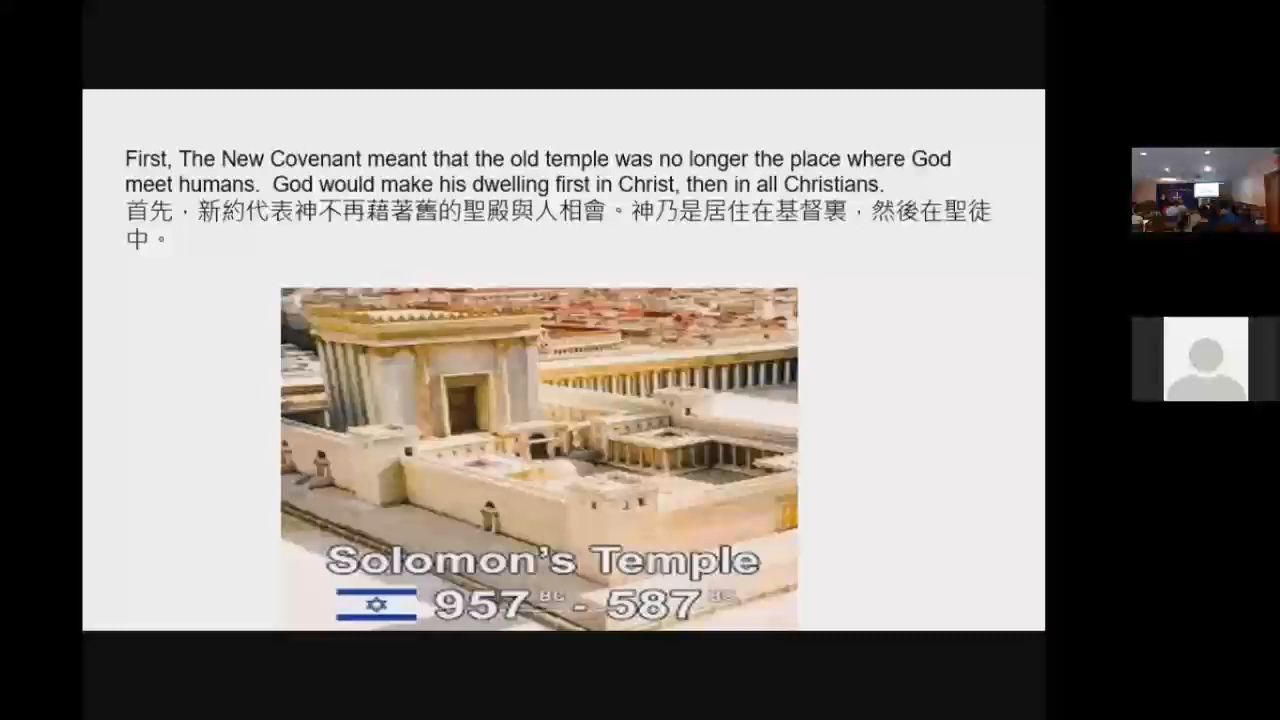 First, The New Covenant meant that the old temple was no longer the place where God
meet humans.  God would make his dwelling first in Christ, then in all Christians.
首先，新約代表神不再藉著舊的聖殿與人相會。神乃是居住在基督裏，然後在聖徒
中。
Solomon's Temple
957 BC - 587 BC